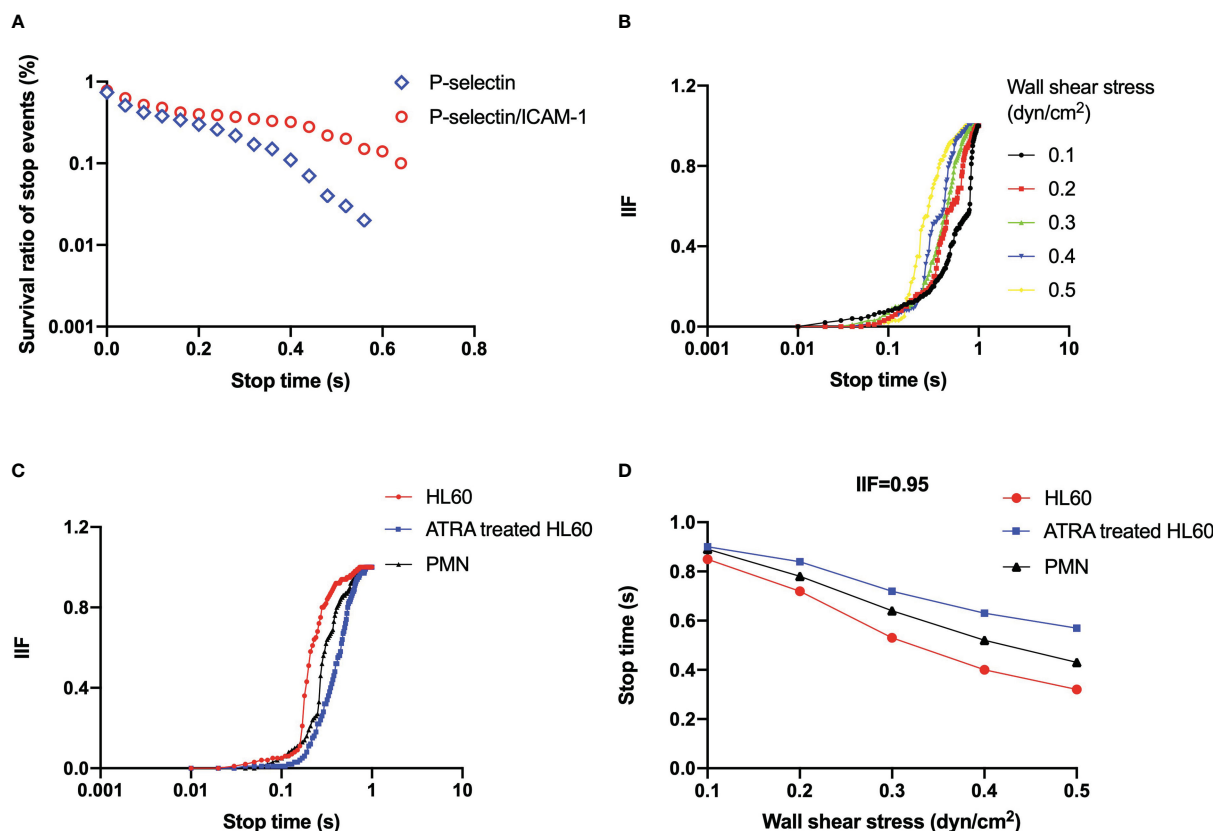 A
Survival ratio of stop events (%)
1
0.1
0.01
0.001
0.0
0.2
0.4
0.6
0.8
Stop time (s)
P-selectin
P-selectin/ICAM-1
B
IIF
1.2
0.8
0.4
0.0
0.001
0.01
0.1
1
10
Stop time (s)
Wall shear stress
(dyn/cm²)
0.1
0.2
0.3
0.4
0.5
C
HL60
ATRA treated HL60
PMN
IIF
1.2
0.8
0.4
0.0
0.001
0.01
0.1
1
10
Stop time (s)
D
IIF=0.95
HL60
ATRA treated HL60
PMN
Stop time (s)
1.0
0.8
0.6
0.4
0.2
0.0
0.1
0.2
0.3
0.4
0.5
Wall shear stress (dyn/cm²)